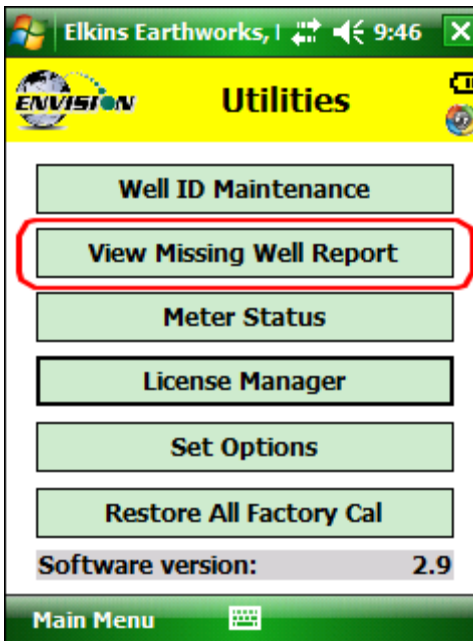 Elkins Earthworks, l 9:46
ENVISION Utilities
Well ID Maintenance
View Missing Well Report
Meter Status
License Manager
Set Options
Restore All Factory Cal
Software version: 2.9
Main Menu